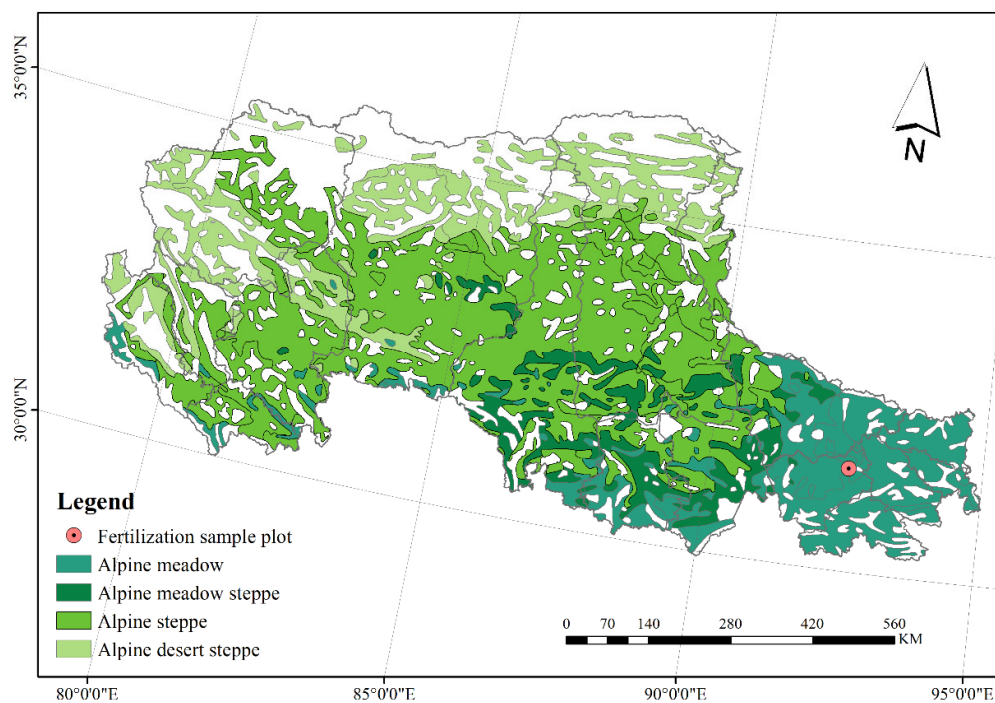 35°0'0"N
30°0'0"N
N
Legend
Fertilization sample plot
Alpine meadow
Alpine meadow steppe
Alpine steppe
Alpine desert steppe
0 70 140 280 420 560
KM
80°0'0"E 85°0'0"E 90°0'0"E 95°0'0"E